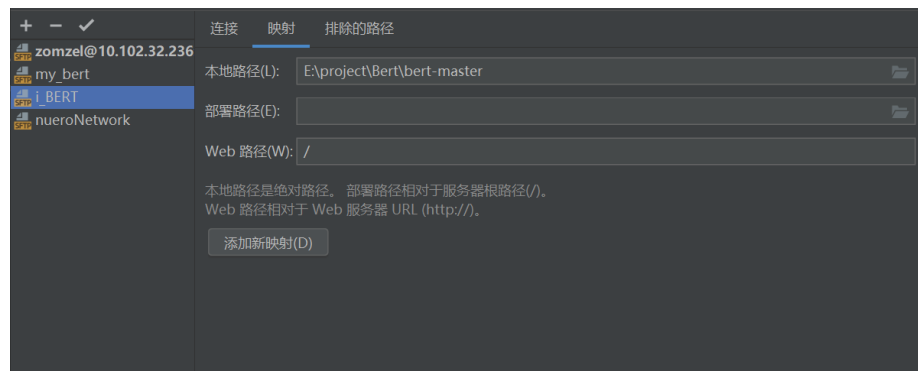 连接 映射 排除的路径
zomzel@10.102.32.236
my_bert
i_BERT
nueroNetwork
本地路径(L): E:\project\Bert\bert-master
部署路径(E):
Web 路径(W): /
本地路径是绝对路径。 部署路径相对于服务器根路径(/)。
Web 路径相对于 Web 服务器 URL (http://)。
添加新映射(D)